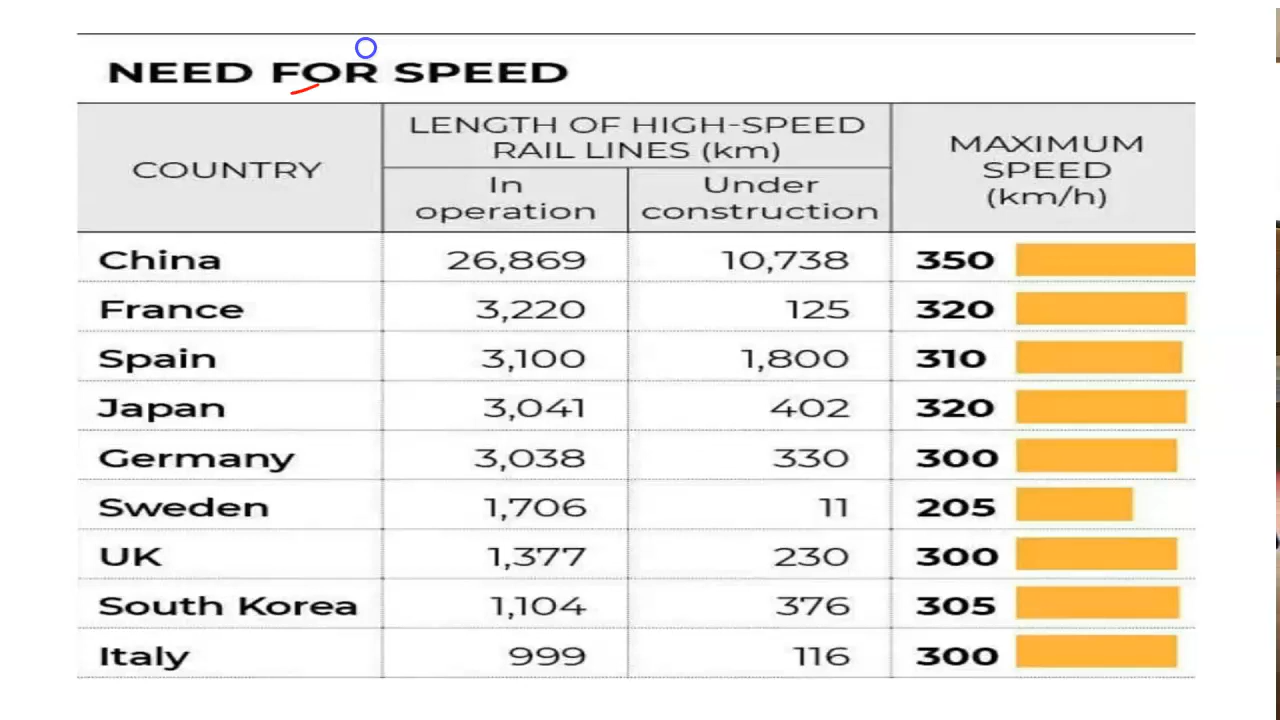 NEED FOR SPEED
COUNTRY
LENGTH OF HIGH-SPEED
RAIL LINES (km)
In
operation
Under
construction
MAXIMUM
SPEED
(km/h)
China 26,869 10,738 350
France 3,220 125 320
Spain 3,100 1,800 310
Japan 3,041 402 320
Germany 3,038 330 300
Sweden 1,706 11 205
UK 1,377 230 300
South Korea 1,104 376 305
Italy 999 116 300